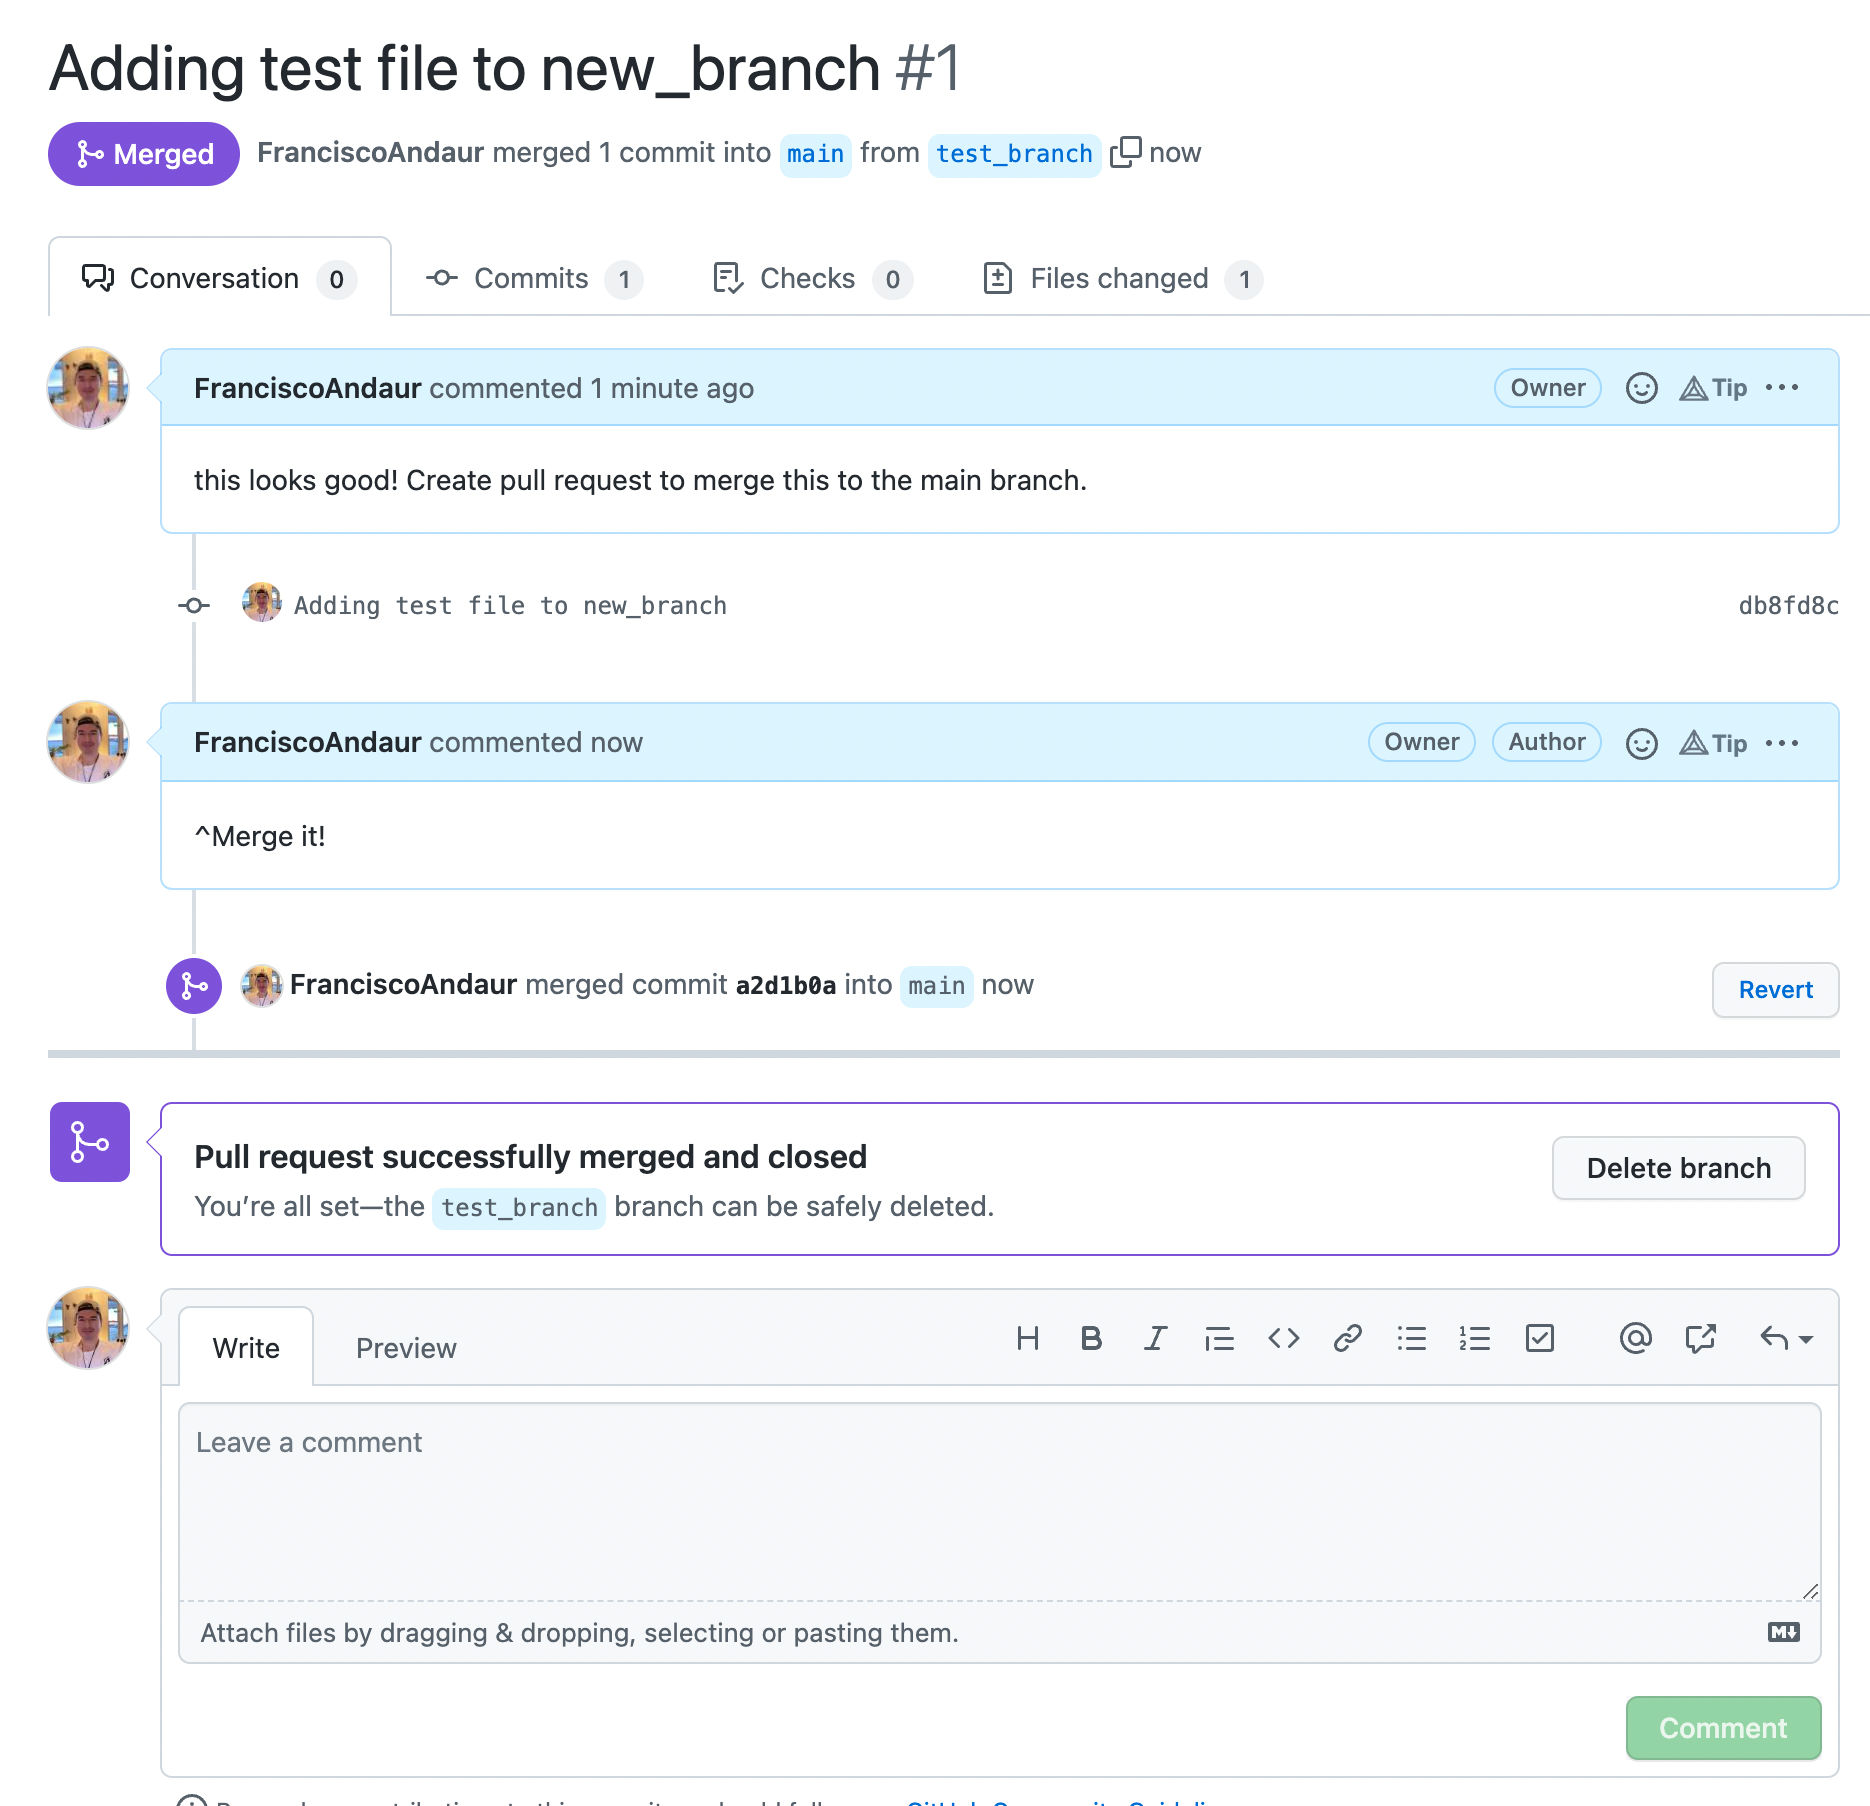 Adding test file to new_branch #1
Merged FranciscoAndaur merged 1 commit into main from test_branch now
Conversation 0 Commits 1 Checks 0 Files changed 1
FranciscoAndaur commented 1 minute ago Owner Tip ...
this looks good! Create pull request to merge this to the main branch.
Adding test file to new_branch db8fd8c
FranciscoAndaur commented now Owner Author Tip ...
^Merge it!
FranciscoAndaur merged commit a2d1b0a into main now Revert
Pull request successfully merged and closed Delete branch
You’re all set—the test_branch branch can be safely deleted.
Write Preview H B I @
Leave a comment
Attach files by dragging & dropping, selecting or pasting them. M
Comment